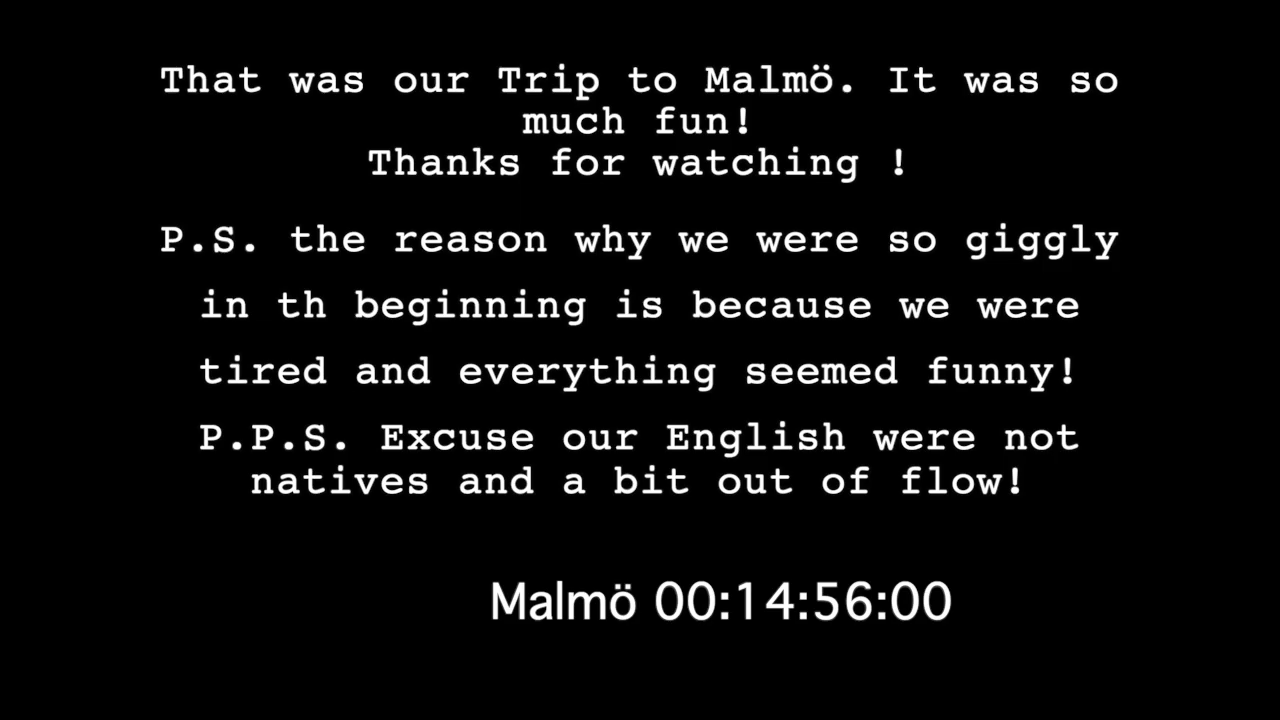 That was our Trip to Malmö. It was so
much fun!
Thanks for watching !
P.S. the reason why we were so giggly
in th beginning is because we were
tired and everything seemed funny!
P.P.S. Excuse our English were not
natives and a bit out of flow!
Malmö 00:14:56:00